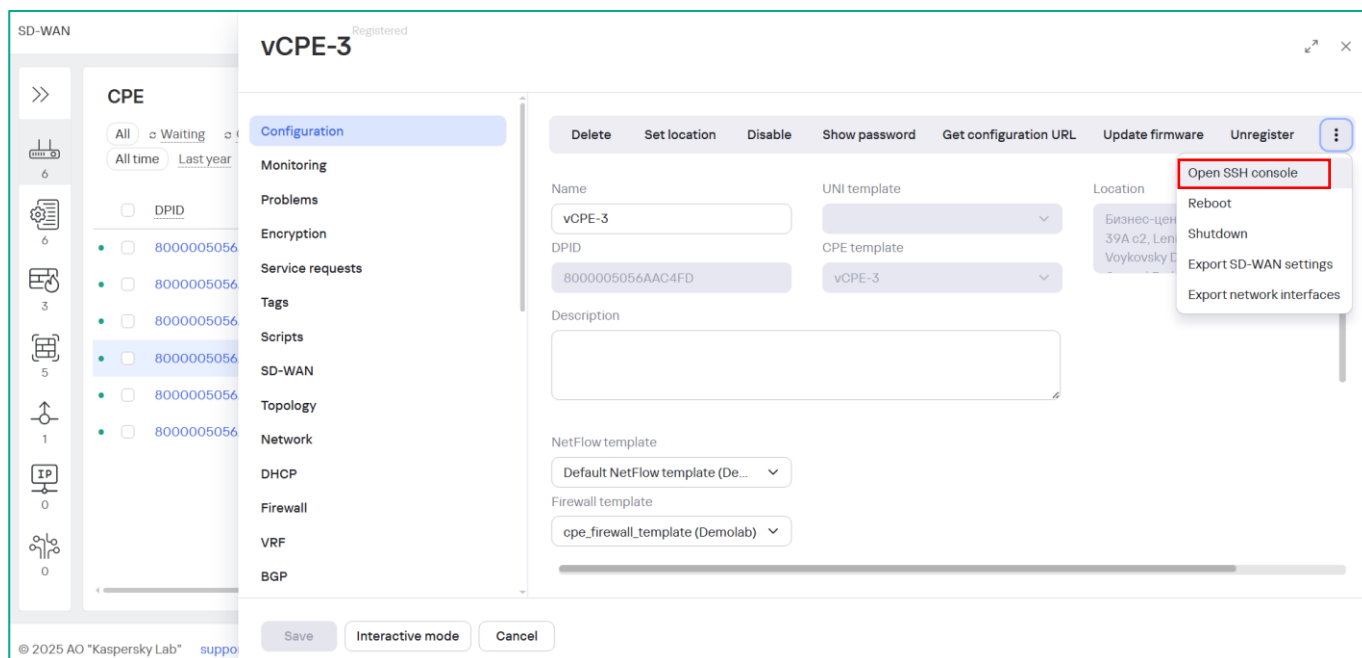 SD-WAN
vCPE-3 Registered
CPE
All Waiting
All time Last year
6
6
3
5
1
IP
0
0
DPID
8000005056
8000005056
8000005056
8000005056
8000005056
8000005056
Configuration
Monitoring
Problems
Encryption
Service requests
Tags
Scripts
SD-WAN
Topology
Network
DHCP
Firewall
VRF
BGP
Delete Set location Disable Show password Get configuration URL Update firmware Unregister
Open SSH console
Reboot
Shutdown
Export SD-WAN settings
Export network interfaces
Name UNI template Location
vCPE-3
Бизнес-цен
39A c2, Len
Voykovsky D
DPID CPE template
8000005056AAC4FD vCPE-3
Description
NetFlow template
Default NetFlow template (De...
Firewall template
cpe_firewall_template (Demolab)
Save Interactive mode Cancel
© 2025 AO "Kaspersky Lab" suppo